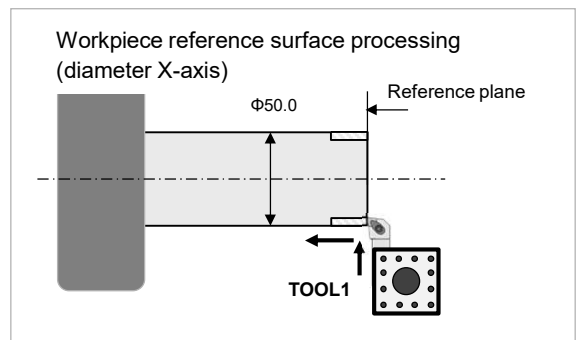 Workpiece reference surface processing
(diameter X-axis)
Reference plane
Φ50.0
TOOL1